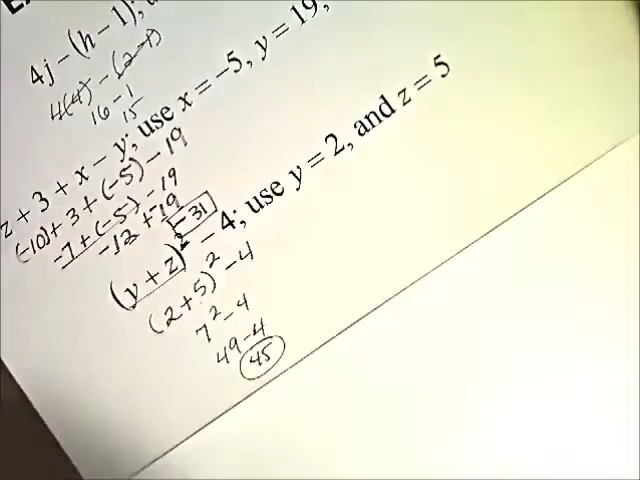 4j - (h - 1);
4(4) - (2-1)
16 - 1
15
z + 3 + x - y; use x = -5, y = 19,
(-10) + 3 + (-5) - 19
-7 + (-5) - 19
-12 + -19
-31
(y + z)² - 4; use y = 2, and z = 5
(2 + 5)² - 4
7² - 4
49 - 4
45